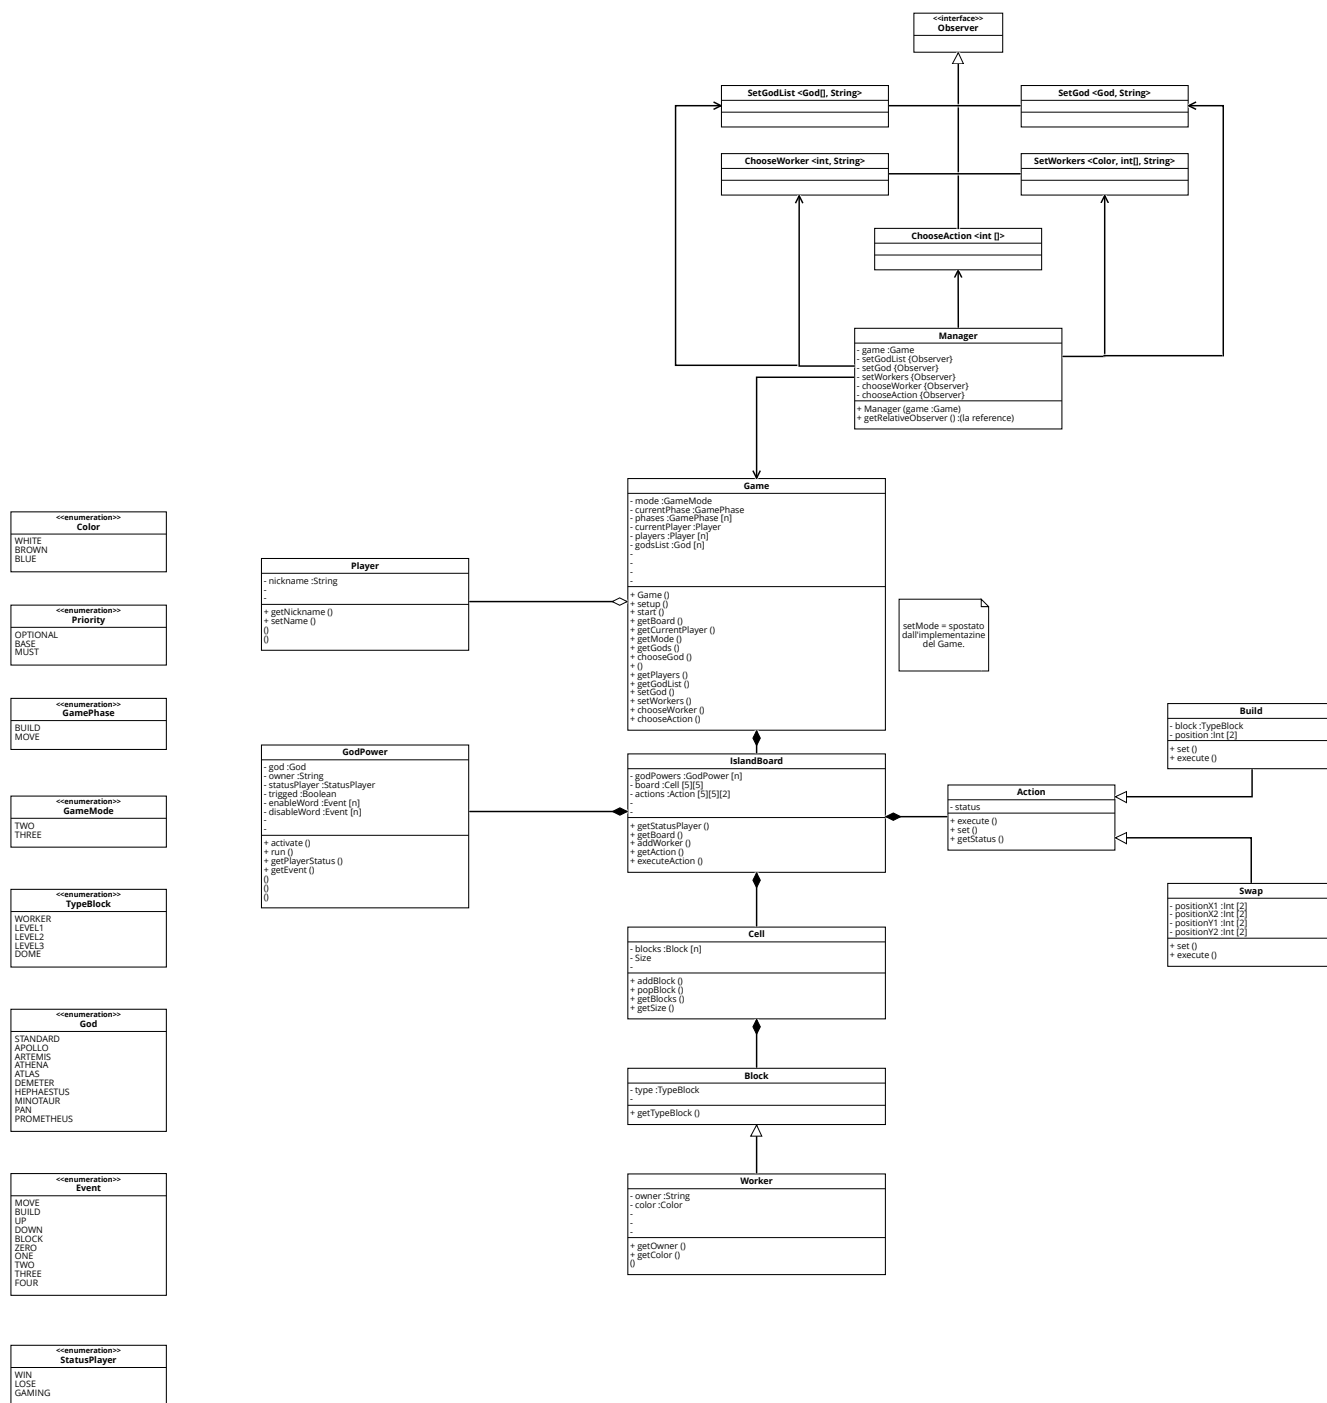 <<interface>>
Observer
SetGodList <God[], String>
SetGod <God, String>
ChooseWorker <int, String>
SetWorkers <Color, int[], String>
ChooseAction <int []>
Manager
- game :Game
- setGodList {Observer}
- setGod {Observer}
- setWorkers {Observer}
- chooseWorker {Observer}
- chooseAction {Observer}
+ Manager (game :Game)
+ getRelativeObserver () :(la reference)
Game
- mode :GameMode
- currentPhase :GamePhase
- phases :GamePhase [n]
- currentPlayer :Player
- players :Player [n]
- godsList :God [n]
-
-
-
-
+ Game ()
+ setup ()
+ start ()
+ getBoard ()
+ getCurrentPlayer ()
+ getMode ()
+ getGods ()
+ chooseGod ()
+ ()
+ getPlayers ()
+ getGodList ()
+ setGod ()
+ setWorkers ()
+ chooseWorker ()
+ chooseAction ()
setMode = spostato
dall'implementazine
del Game.
Player
- nickname :String
-
-
+ getNickname ()
+ setName ()
()
()
<<enumeration>>
Color
WHITE
BROWN
BLUE
<<enumeration>>
Priority
OPTIONAL
BASE
MUST
<<enumeration>>
GamePhase
BUILD
MOVE
<<enumeration>>
GameMode
TWO
THREE
<<enumeration>>
TypeBlock
WORKER
LEVEL1
LEVEL2
LEVEL3
DOME
<<enumeration>>
God
STANDARD
APOLLO
ARTEMIS
ATHENA
ATLAS
DEMETER
HEPHAESTUS
MINOTAUR
PAN
PROMETHEUS
<<enumeration>>
Event
MOVE
BUILD
UP
DOWN
BLOCK
ZERO
ONE
TWO
THREE
FOUR
<<enumeration>>
StatusPlayer
WIN
LOSE
GAMING
GodPower
- god :God
- owner :String
- statusPlayer :StatusPlayer
- trigged :Boolean
- enableWord :Event [n]
- disableWord :Event [n]
-
-
+ activate ()
+ run ()
+ getPlayerStatus ()
+ getEvent ()
()
()
()
IslandBoard
- godPowers :GodPower [n]
- board :Cell [5][5]
- actions :Action [5][5][2]
-
-
+ getStatusPlayer ()
+ getBoard ()
+ addWorker ()
+ getAction ()
+ executeAction ()
Action
- status
+ execute ()
+ set ()
+ getStatus ()
Build
- block :TypeBlock
- position :Int [2]
+ set ()
+ execute ()
Swap
- positionX1 :Int [2]
- positionX2 :Int [2]
- positionY1 :Int [2]
- positionY2 :Int [2]
+ set ()
+ execute ()
Cell
- blocks :Block [n]
- Size
-
+ addBlock ()
+ popBlock ()
+ getBlocks ()
+ getSize ()
Block
- type :TypeBlock
-
+ getTypeBlock ()
Worker
- owner :String
- color :Color
-
-
-
+ getOwner ()
+ getColor ()
()